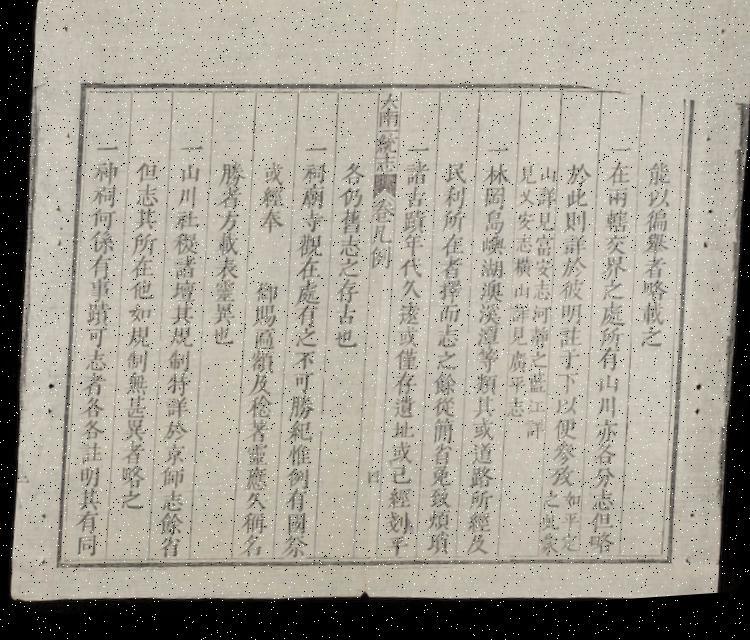 能以徧舉者略載之
一在兩轄交界之處所有山川亦各分志但略
於此則詳於彼明註于下以便參攷如平定之虬蒙
山詳見富安志河靜之藍江詳
見乂安志橫山詳見廣平志
一林岡島嶼湖澳溪潭等類其或道路所經及
民利所在者擇而志之餘從簡省免致煩瑣
一諸古蹟年代久遠或僅存遺址或已經剗平
各仍舊志之存古也
大南一統志 卷凡例
一祠廟寺觀在處有之不可勝紀惟例有國祭
或經奉 御賜匾額及稔著靈應久稱名
勝者方載表靈異也
一山川社稷諸壇其規制特詳於京師志餘省
但志其所在他如規制無甚異者略之
一神祠何係有事蹟可志者各各註明其有同